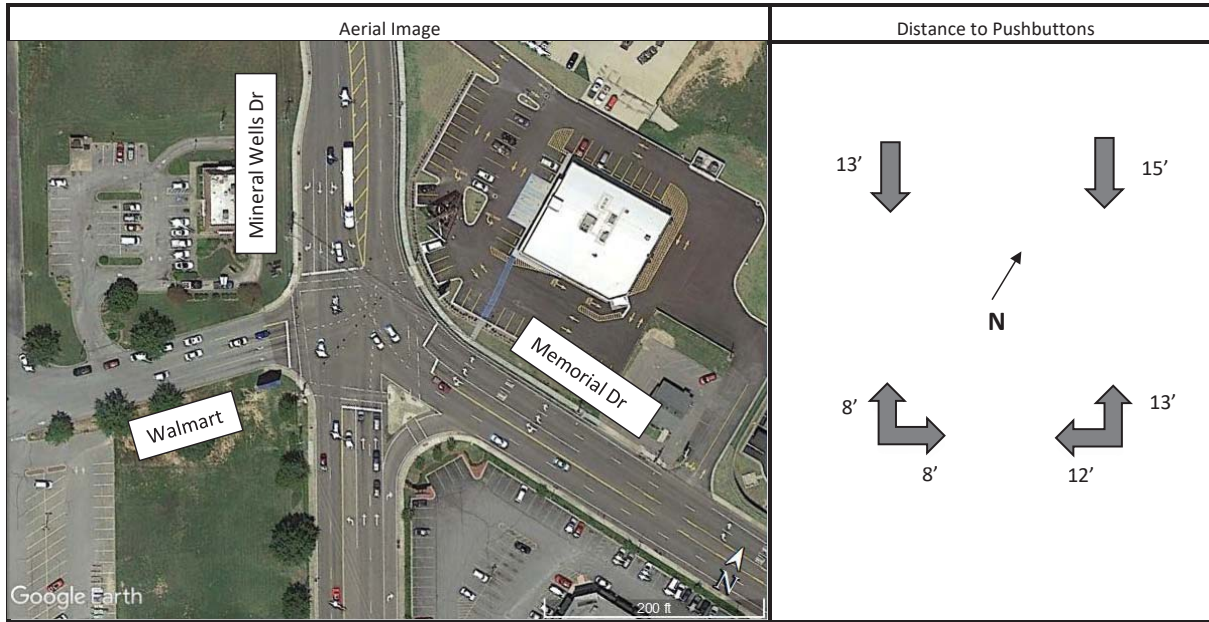 Aerial Image
Distance to Pushbuttons
Mineral Wells Dr
Walmart
Memorial Dr
Google Earth
N
200 ft
13’
15’
N
8’
13’
8’
12’